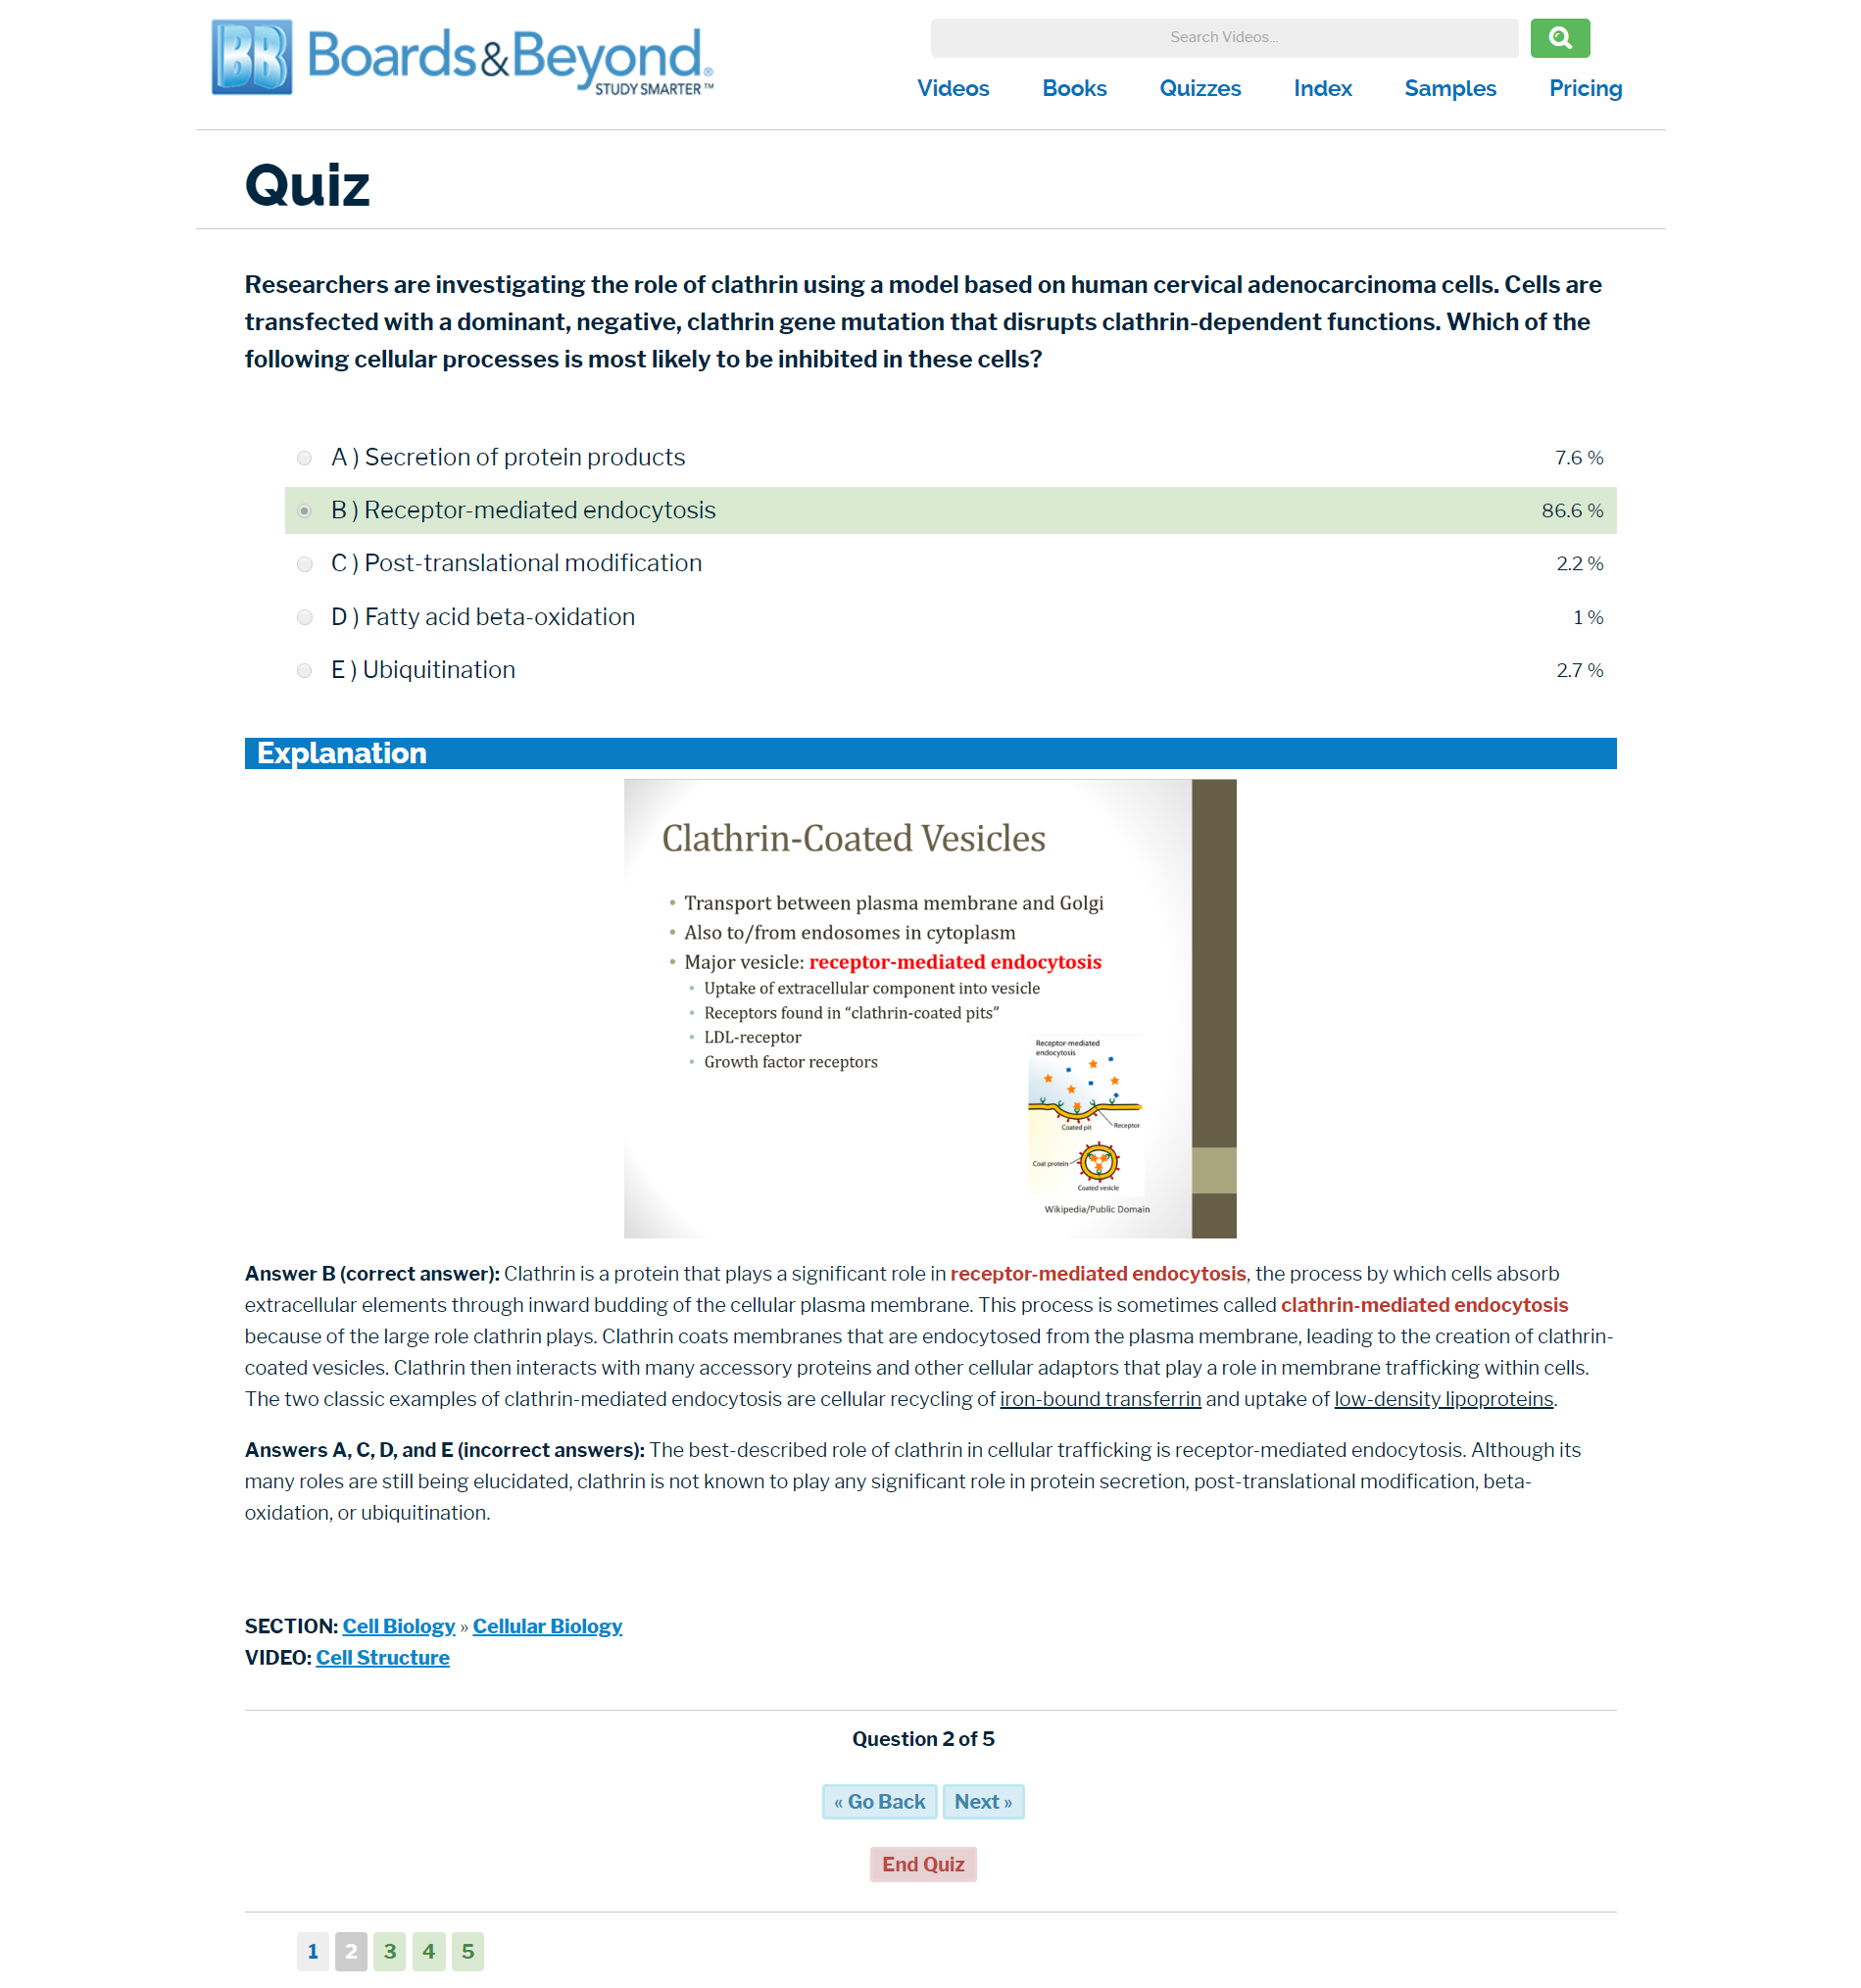 BB Boards&Beyond®
STUDY SMARTER™
Search Videos...
Videos Books Quizzes Index Samples Pricing
Quiz
Researchers are investigating the role of clathrin using a model based on human cervical adenocarcinoma cells. Cells are
transfected with a dominant, negative, clathrin gene mutation that disrupts clathrin-dependent functions. Which of the
following cellular processes is most likely to be inhibited in these cells?
A ) Secretion of protein products 7.6 %
B ) Receptor-mediated endocytosis 86.6 %
C ) Post-translational modification 2.2 %
D ) Fatty acid beta-oxidation 1 %
E ) Ubiquitination 2.7 %
Explanation
Clathrin-Coated Vesicles
• Transport between plasma membrane and Golgi
• Also to/from endosomes in cytoplasm
• Major vesicle: receptor-mediated endocytosis
• Uptake of extracellular component into vesicle
• Receptors found in “clathrin-coated pits”
• LDL-receptor
• Growth factor receptors
Receptor-mediated
endocytosis
Coated pit
Receptor
Coat protein
Coated vesicle
Wikipedia/Public Domain
Answer B (correct answer): Clathrin is a protein that plays a significant role in receptor-mediated endocytosis, the process by which cells absorb
extracellular elements through inward budding of the cellular plasma membrane. This process is sometimes called clathrin-mediated endocytosis
because of the large role clathrin plays. Clathrin coats membranes that are endocytosed from the plasma membrane, leading to the creation of clathrin-
coated vesicles. Clathrin then interacts with many accessory proteins and other cellular adaptors that play a role in membrane trafficking within cells.
The two classic examples of clathrin-mediated endocytosis are cellular recycling of iron-bound transferrin and uptake of low-density lipoproteins.
Answers A, C, D, and E (incorrect answers): The best-described role of clathrin in cellular trafficking is receptor-mediated endocytosis. Although its
many roles are still being elucidated, clathrin is not known to play any significant role in protein secretion, post-translational modification, beta-
oxidation, or ubiquitination.
SECTION: Cell Biology » Cellular Biology
VIDEO: Cell Structure
Question 2 of 5
« Go Back Next »
End Quiz
1 2 3 4 5